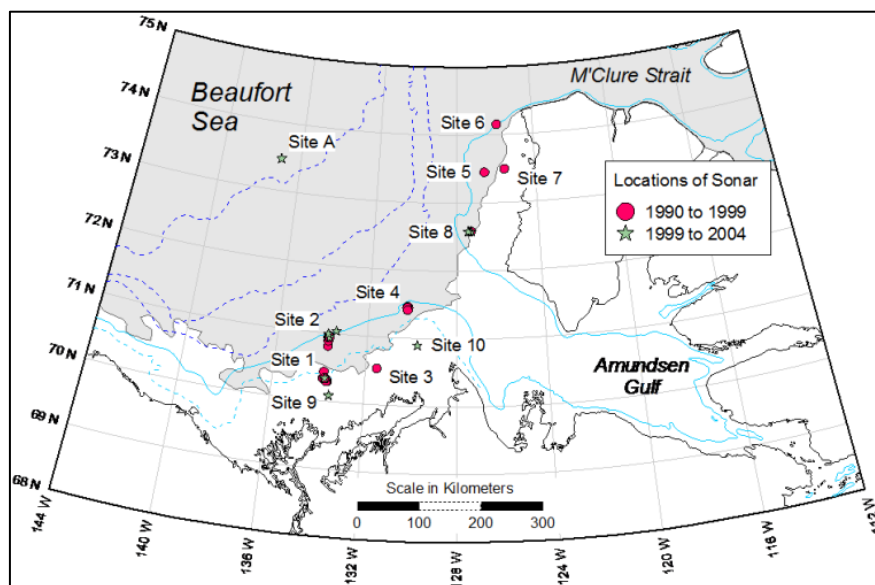 75 N
74 N
73 N
72 N
71 N
70 N
69 N
68 N
Beaufort
Sea
M'Clure Strait
Site A
Site 6
Site 5
Site 7
Site 8
Site 4
Site 2
Site 10
Site 1
Site 3
Site 9
Locations of Sonar
1990 to 1999
1999 to 2004
Amundsen
Gulf
Scale in Kilometers
0 100 200 300
144 W
140 W
136 W
132 W
128 W
124 W
120 W
116 W
112 W